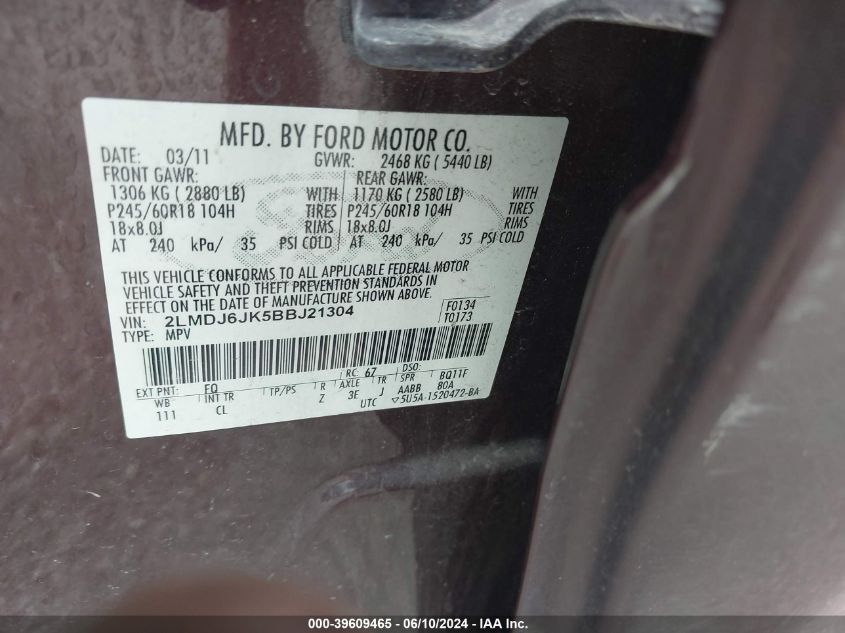 MFD. BY FORD MOTOR CO.
DATE: 03/11 GVWR: 2468 KG ( 5440 LB)
FRONT GAWR: REAR GAWR:
1306 KG ( 2880 LB) WITH 1170 KG ( 2580 LB) WITH
P245/60R18 104H TIRES P245/60R18 104H TIRES
18x8.0J RIMS 18x8.0J RIMS
AT 240 kPa/ 35 PSI COLD AT 240 kPa/ 35 PSI COLD
THIS VEHICLE CONFORMS TO ALL APPLICABLE FEDERAL MOTOR
VEHICLE SAFETY AND THEFT PREVENTION STANDARDS IN
EFFECT ON THE DATE OF MANUFACTURE SHOWN ABOVE.
VIN: 2LMDJ6JK5BBJ21304 F0134
TYPE: MPV T0173
EXT PNT: FQ RC: 67 DSO: BQ11F
WB INT TR TP/PS R AXLE TR SPR 80A
111 CL Z 3E J AABB
UTC ▽5U5A-1520472-BA
000-39609465 - 06/10/2024 - IAA Inc.